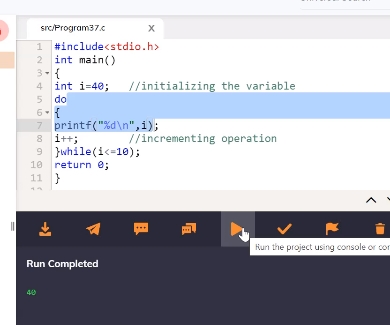 src/Program37.c X
1 #include<stdio.h>
2 int main()
3 {
4 int i=40; //initializing the variable
5 do
6 {
7 printf("%d\n",i);
8 i++; //incrementing operation
9 }while(i<=10);
10 return 0;
11 }
Run the project using console or
Run Completed
40